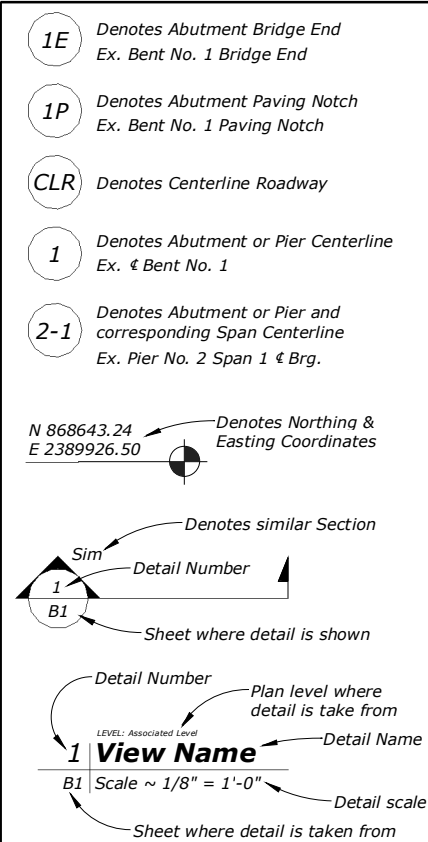 1E
Denotes Abutment Bridge End
Ex. Bent No. 1 Bridge End
1P
Denotes Abutment Paving Notch
Ex. Bent No. 1 Paving Notch
CLR
Denotes Centerline Roadway
1
Denotes Abutment or Pier Centerline
Ex. ℄ Bent No. 1
2-1
Denotes Abutment or Pier and
corresponding Span Centerline
Ex. Pier No. 2 Span 1 ℄ Brg.
N 868643.24
E 2389926.50
Denotes Northing &
Easting Coordinates
Denotes similar Section
Sim
Detail Number
1
B1
Sheet where detail is shown
Detail Number
Plan level where
detail is take from
LEVEL: Associated Level
1 View Name
Detail Name
B1 Scale ~ 1/8" = 1'-0"
Detail scale
Sheet where detail is taken from